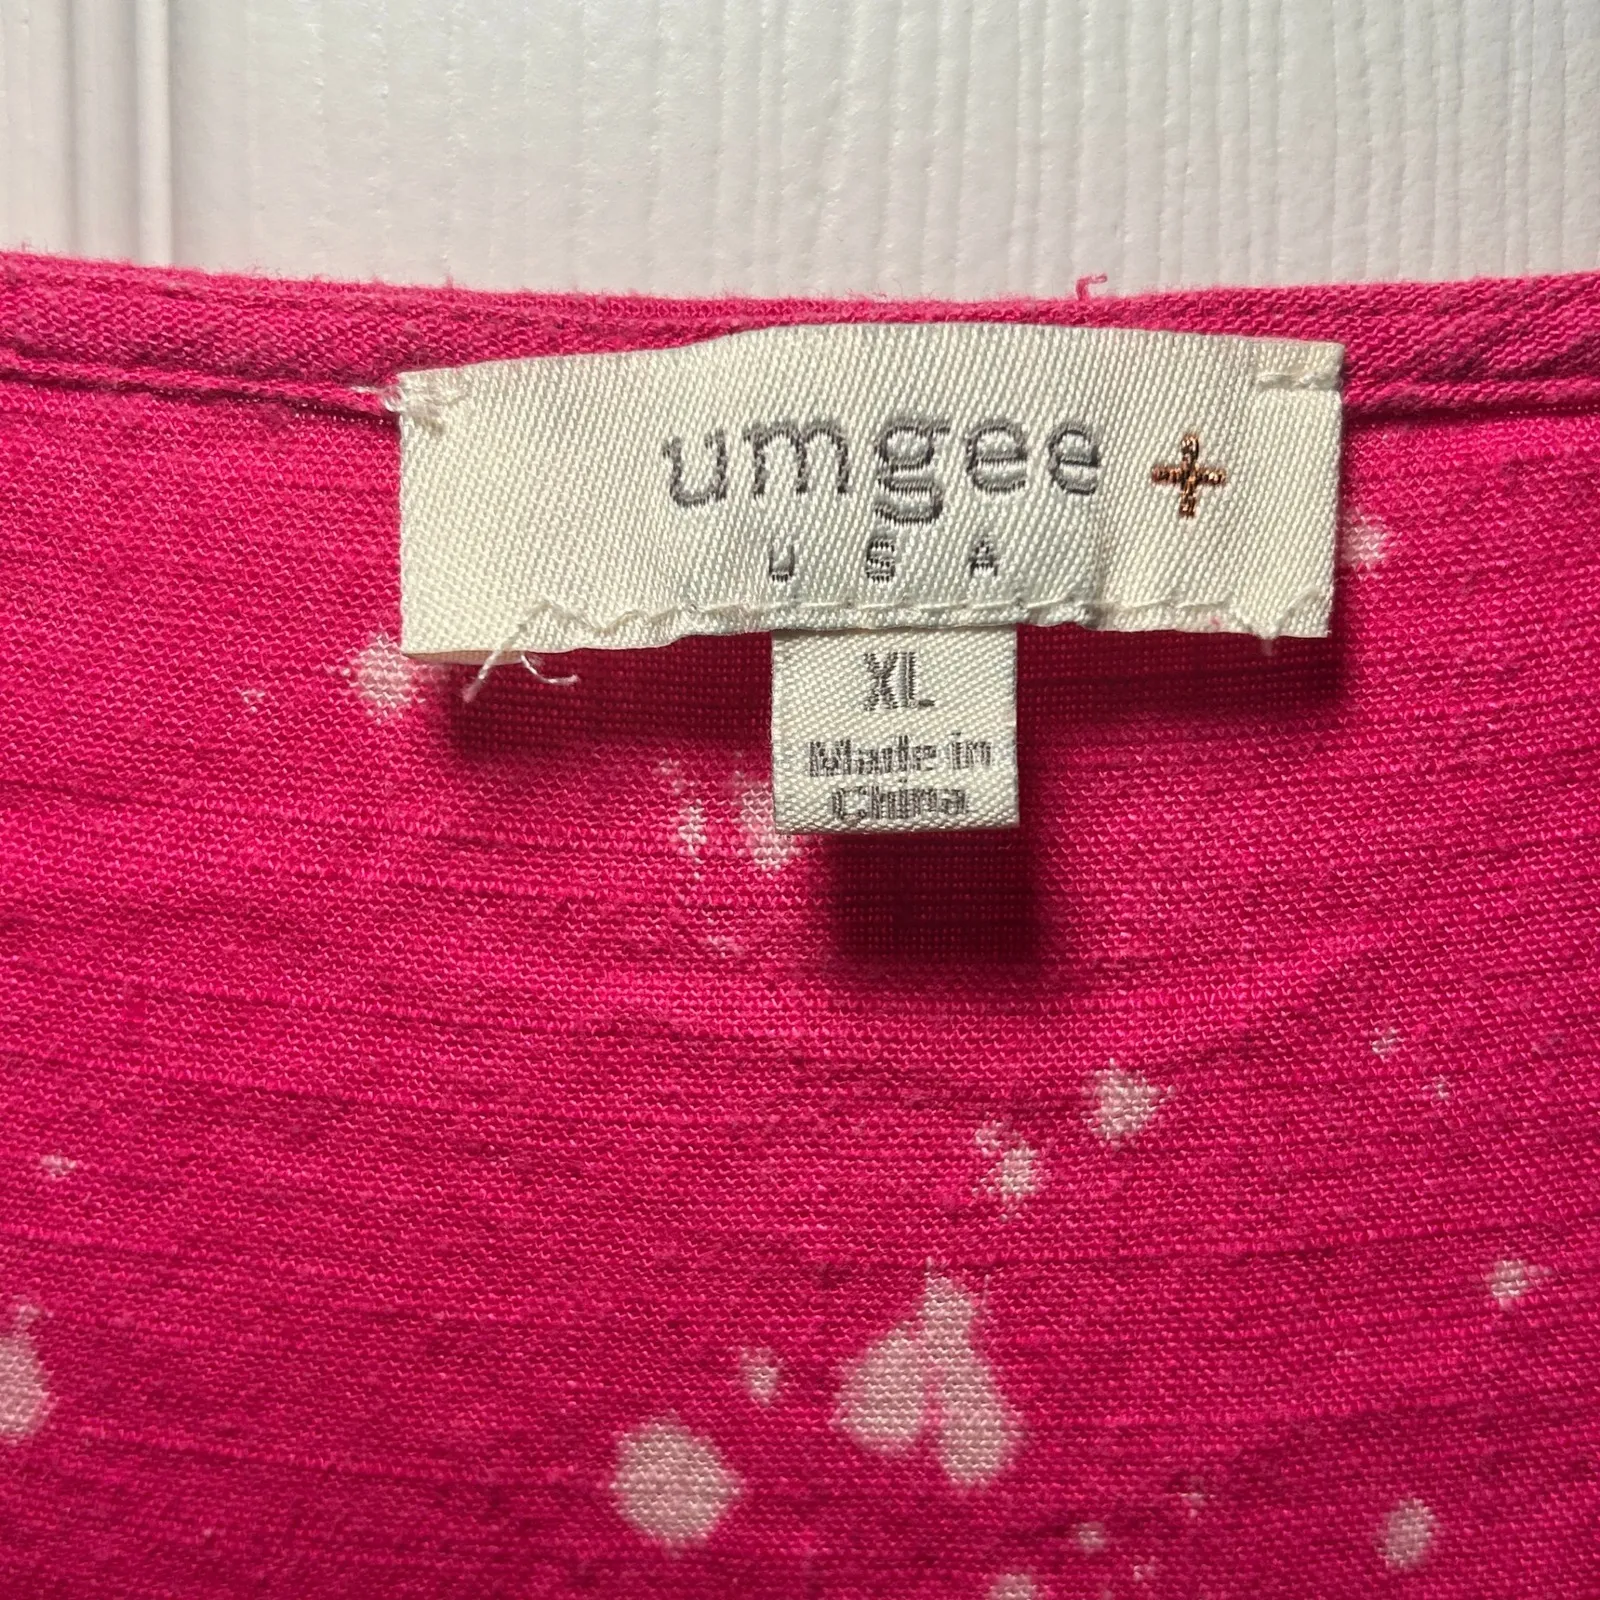 umgee +
USA
XL
Made in
China